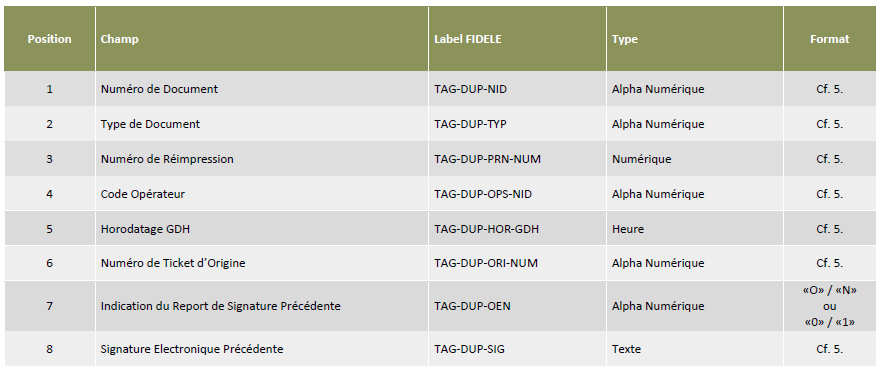 Position Champ Label FIDELE Type Format
1 Numéro de Document TAG-DUP-NID Alpha Numérique Cf. 5.
2 Type de Document TAG-DUP-TYP Alpha Numérique Cf. 5.
3 Numéro de Réimpression TAG-DUP-PRN-NUM Numérique Cf. 5.
4 Code Opérateur TAG-DUP-OPS-NID Alpha Numérique Cf. 5.
5 Horodatage GDH TAG-DUP-HOR-GDH Heure Cf. 5.
6 Numéro de Ticket d’Origine TAG-DUP-ORI-NUM Alpha Numérique Cf. 5.
7 Indication du Report de Signature Précédente TAG-DUP-OEN Alpha Numérique «O» / «N»
ou
«0» / «1»
8 Signature Electronique Précédente TAG-DUP-SIG Texte Cf. 5.